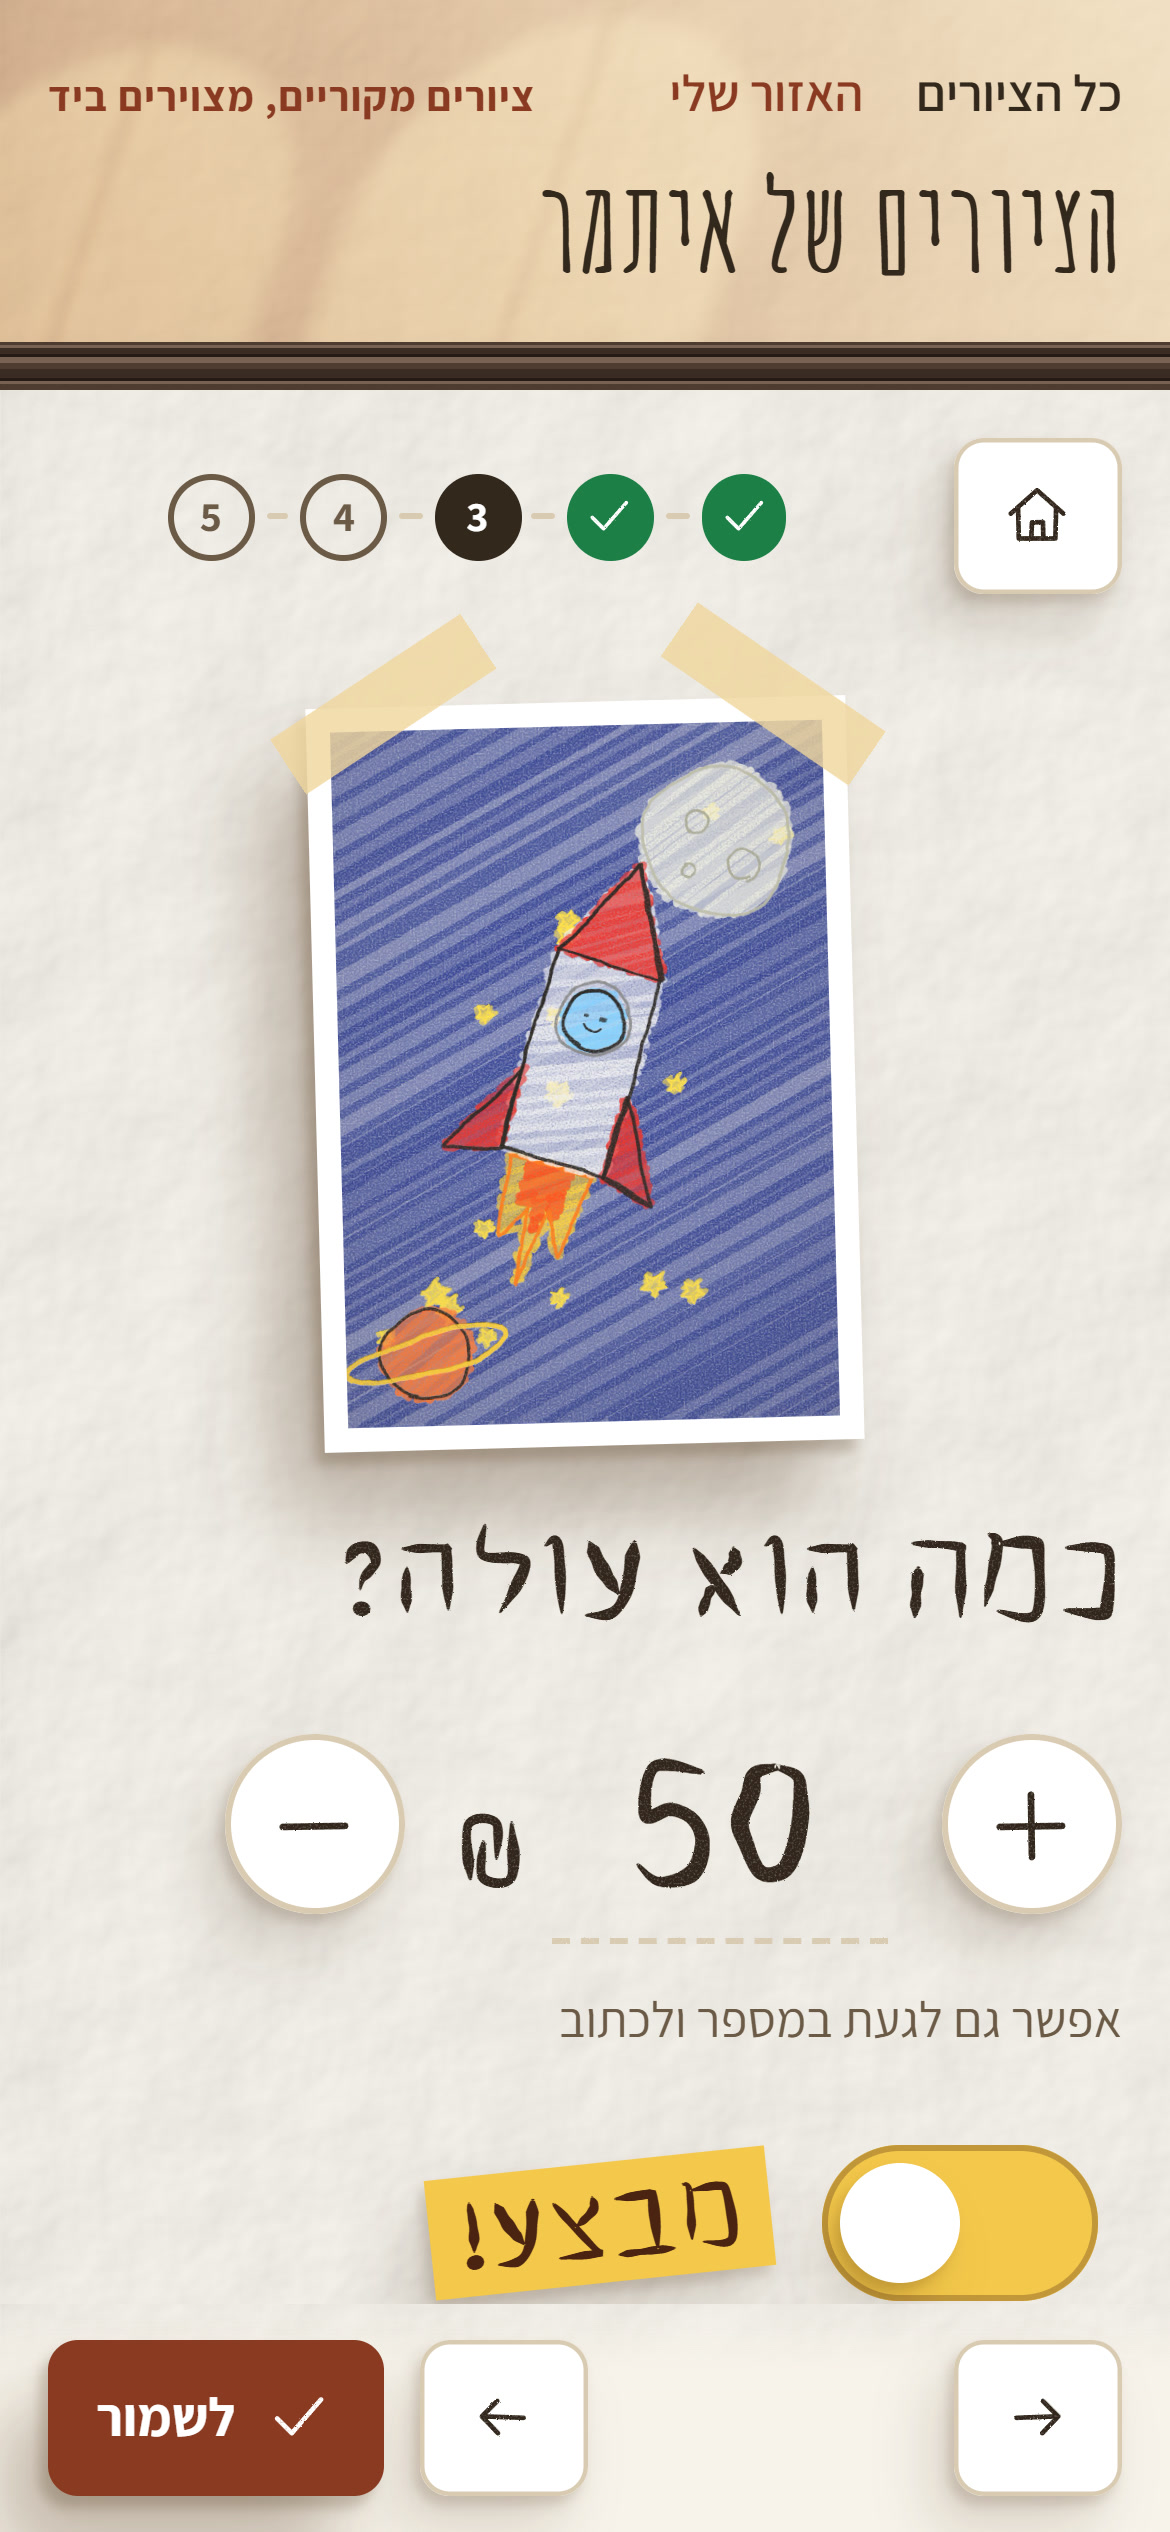 כל הציורים האזור שלי ציורים מקוריים, מצוירים ביד
הציורים של איתמר
3 4 5
כמה הוא עולה?
50 ₪
אפשר גם לגעת במספר ולכתוב
מבצע!
לשמור